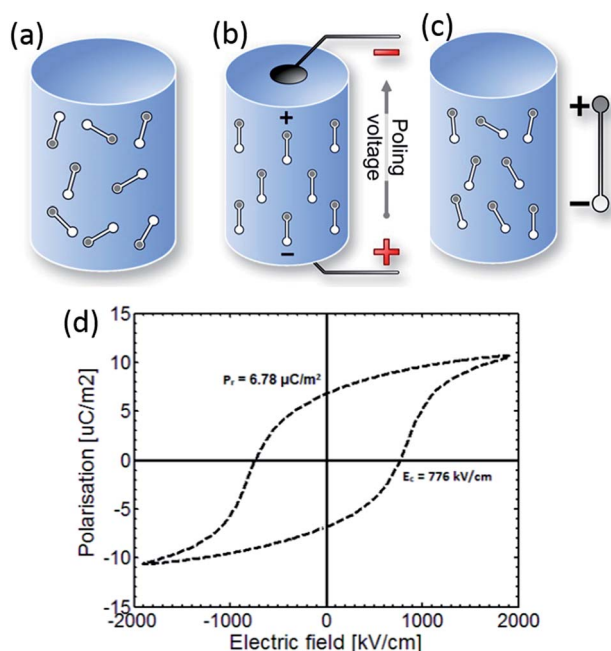 (a)
(b)
(c)
+
−
−
+
Poling
voltage
+
−
(d)
Polarisation [uC/m2]
15
10
5
0
-5
-10
-15
Pᵣ = 6.78 µC/m²
E꜀ = 776 kV/cm
-2000 -1000 0 1000 2000
Electric field [kV/cm]